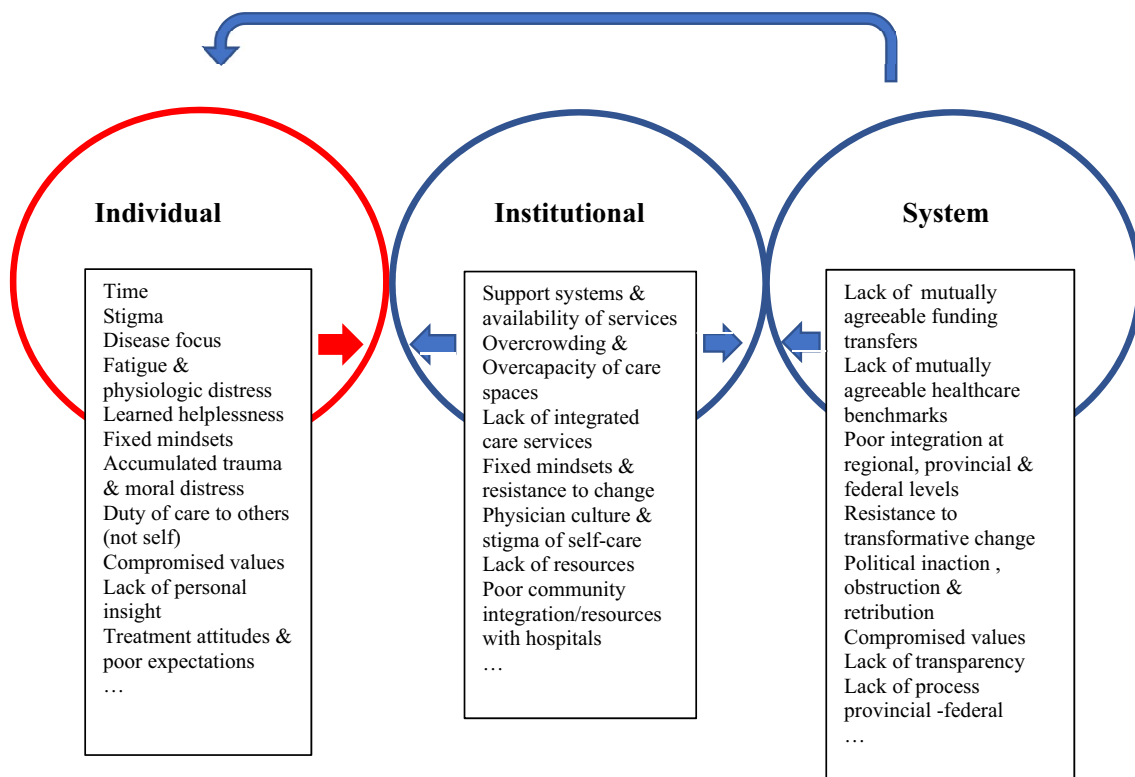 Individual
Time
Stigma
Disease focus
Fatigue &
physiologic distress
Learned helplessness
Fixed mindsets
Accumulated trauma
& moral distress
Duty of care to others
(not self)
Compromised values
Lack of personal
insight
Treatment attitudes &
poor expectations
…
Institutional
Support systems &
availability of services
Overcrowding &
Overcapacity of care
spaces
Lack of integrated
care services
Fixed mindsets &
resistance to change
Physician culture &
stigma of self-care
Lack of resources
Poor community
integration/resources
with hospitals
…
System
Lack of mutually
agreeable funding
transfers
Lack of mutually
agreeable healthcare
benchmarks
Poor integration at
regional, provincial &
federal levels
Resistance to
transformative change
Political inaction ,
obstruction &
retribution
Compromised values
Lack of transparency
Lack of process
provincial -federal
…